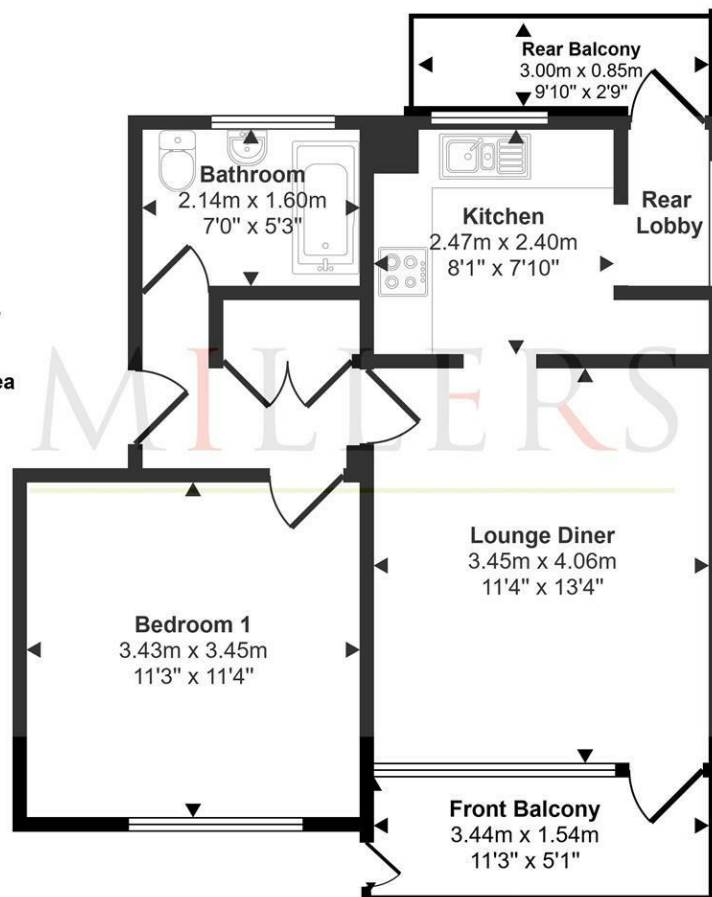 Rear Balcony
3.00m x 0.85m
9'10" x 2'9"
Bathroom
2.14m x 1.60m
7'0" x 5'3"
Kitchen
2.47m x 2.40m
8'1" x 7'10"
Rear
Lobby
ea
MILLERS
Lounge Diner
3.45m x 4.06m
11'4" x 13'4"
Bedroom 1
3.43m x 3.45m
11'3" x 11'4"
Front Balcony
3.44m x 1.54m
11'3" x 5'1"